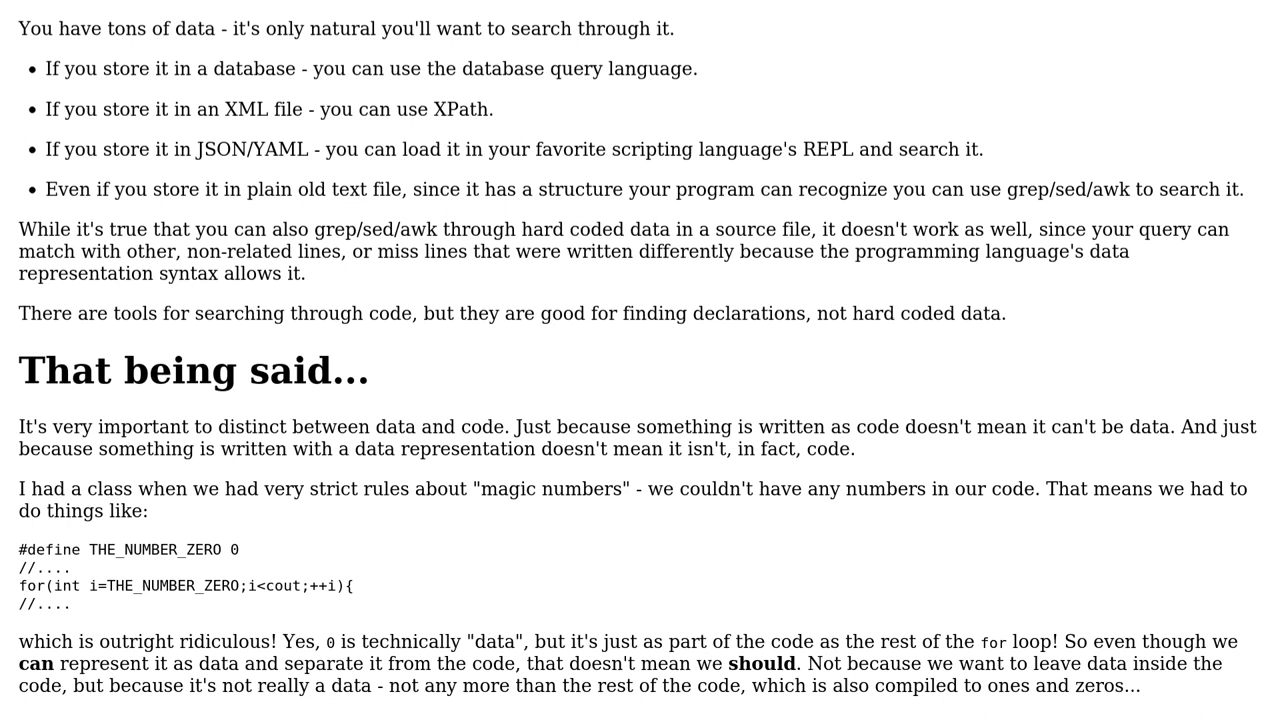 You have tons of data - it's only natural you'll want to search through it.
• If you store it in a database - you can use the database query language.
• If you store it in an XML file - you can use XPath.
• If you store it in JSON/YAML - you can load it in your favorite scripting language's REPL and search it.
• Even if you store it in plain old text file, since it has a structure your program can recognize you can use grep/sed/awk to search it.
While it's true that you can also grep/sed/awk through hard coded data in a source file, it doesn't work as well, since your query can
match with other, non-related lines, or miss lines that were written differently because the programming language's data
representation syntax allows it.
There are tools for searching through code, but they are good for finding declarations, not hard coded data.
That being said...
It's very important to distinct between data and code. Just because something is written as code doesn't mean it can't be data. And just
because something is written with a data representation doesn't mean it isn't, in fact, code.
I had a class when we had very strict rules about "magic numbers" - we couldn't have any numbers in our code. That means we had to
do things like:
#define THE_NUMBER_ZERO 0
//....
for(int i=THE_NUMBER_ZERO;i<cout;++i){
//....
which is outright ridiculous! Yes, 0 is technically "data", but it's just as part of the code as the rest of the for loop! So even though we
can represent it as data and separate it from the code, that doesn't mean we should. Not because we want to leave data inside the
code, but because it's not really a data - not any more than the rest of the code, which is also compiled to ones and zeros...